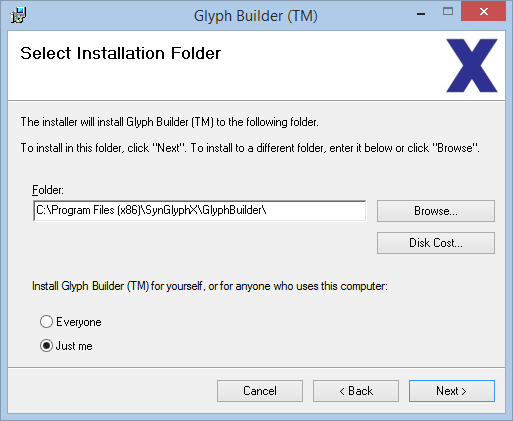 Glyph Builder (TM)
Select Installation Folder
X
The installer will install Glyph Builder (TM) to the following folder.
To install in this folder, click "Next". To install to a different folder, enter it below or click "Browse".
Folder:
C:\Program Files (x86)\SynGlyphX\GlyphBuilder\
Browse...
Disk Cost...
Install Glyph Builder (TM) for yourself, or for anyone who uses this computer:
Everyone
Just me
Cancel
< Back
Next >